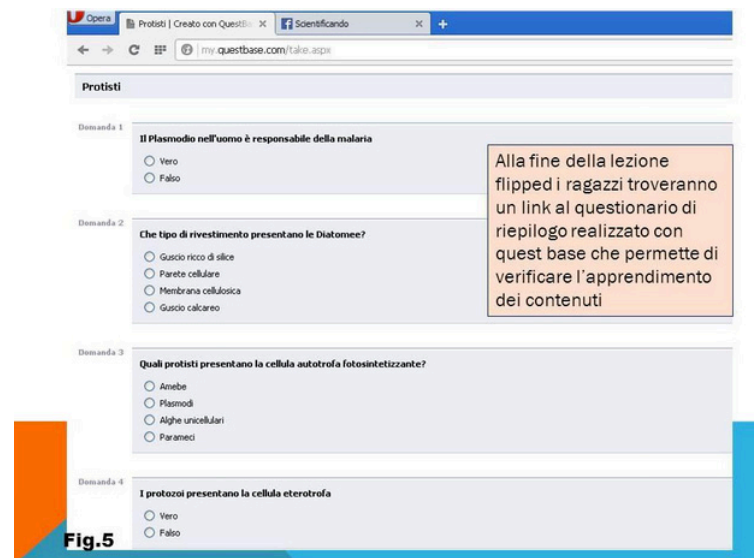 Opera
Protisti | Creato con QuestB
Scientificando
my.questbase.com/take.aspx
Protisti
Domanda 1
Il Plasmodio nell'uomo è responsabile della malaria
Vero
Falso
Alla fine della lezione
flipped i ragazzi troveranno
un link al questionario di
riepilogo realizzato con
quest base che permette di
verificare l'apprendimento
dei contenuti
Domanda 2
Che tipo di rivestimento presentano le Diatomee?
Guscio ricco di silice
Parete cellulare
Membrana cellulosica
Guscio calcareo
Domanda 3
Quali protisti presentano la cellula autotrofa fotosintetizzante?
Amebe
Plasmodi
Alghe unicellulari
Parameci
Domanda 4
I protozoi presentano la cellula eterotrofa
Vero
Falso
Fig.5